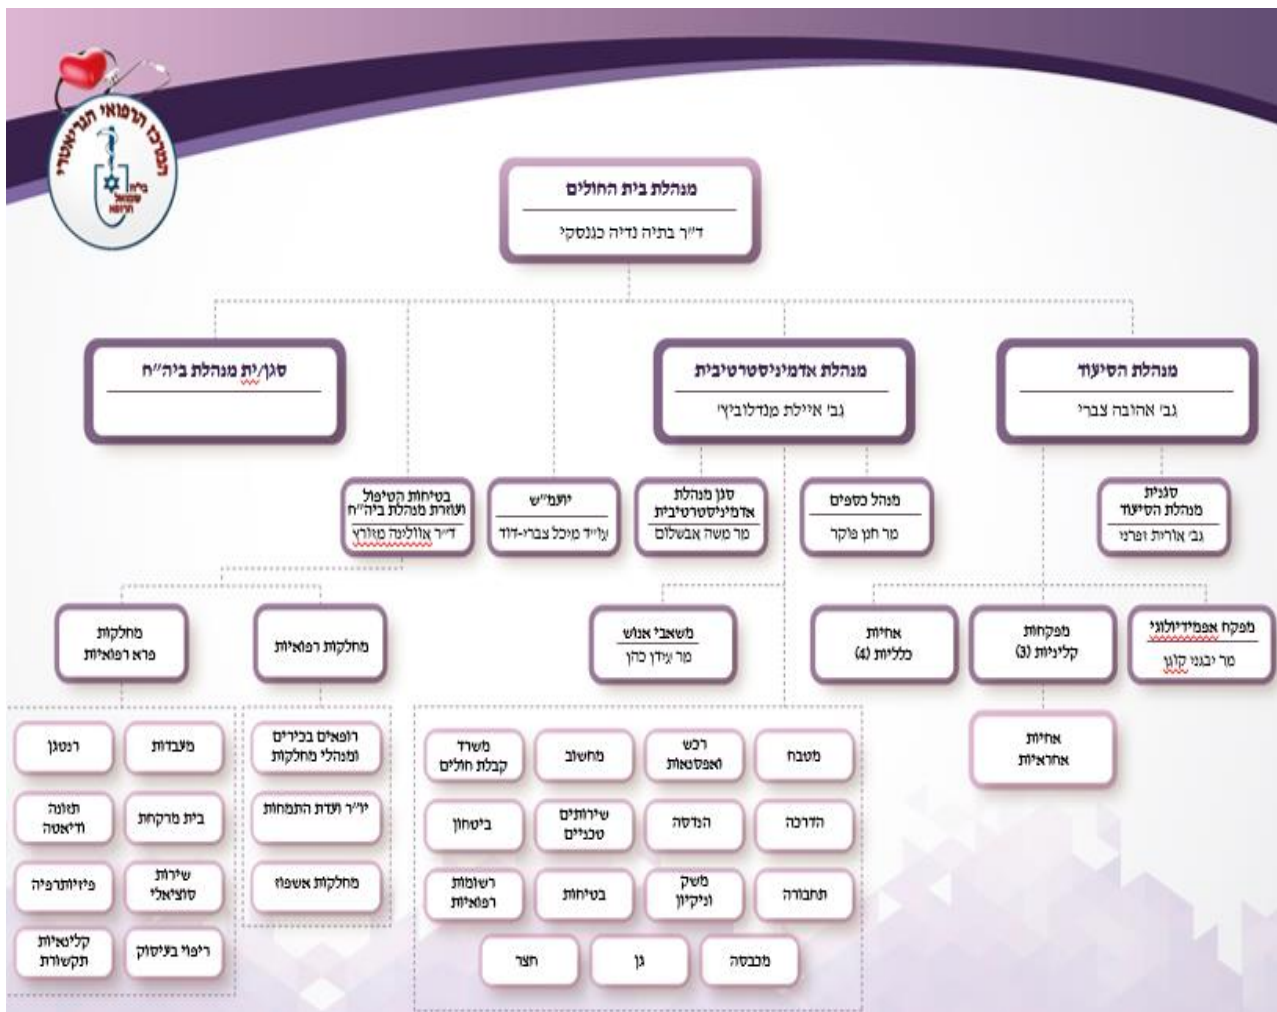 המרכז הרפואי הגריאטרי
בי"ח
שמואל
הרופא
מנהלת בית החולים
ד"ר בתיה נדיה כגנסקי
מנהלת הסיעוד
גב' אהובה צברי
מנהלת אדמיניסטרטיבית
גב' איילת מנדלוביץ'
סגן/ית מנהלת ביה"ח
סגנית
מנהלת הסיעוד
גב' אורית זפרני
מנהל כספים
מר חנן פוקר
סגן מנהלת
אדמיניסטרטיבית
מר משה אבשלום
יועמ"ש
עו"ד מיכל צברי-דוד
בטיחות הטיפול
ועוזרת מנהלת ביה"ח
ד"ר אוולינה מזורץ
מפקח אפמידיולוגי
מר יבגני קוגן
מפקחות
קליניות (3)
אחיות
כלליות (4)
משאבי אנוש
מר עידן כהן
מחלקות רפואיות
מחלקות
פרא רפואיות
אחיות
אחראיות
מטבח
רכש
ואפסנאות
מחשוב
משרד
קבלת חולים
הדרכה
הנדסה
שירותים
טכניים
ביטחון
תחבורה
משק
וניקיון
בטיחות
רשומות
רפואיות
מכבסה
גן
חצר
רופאים בכירים
ומנהלי מחלקות
יו"ר ועדת התמחות
מחלקות אשפוז
מעבדות
רנטגן
בית מרקחת
תזונה
ודיאטה
שירות
סוציאלי
פיזיותרפיה
ריפוי בעיסוק
קלינאיות
תקשורת